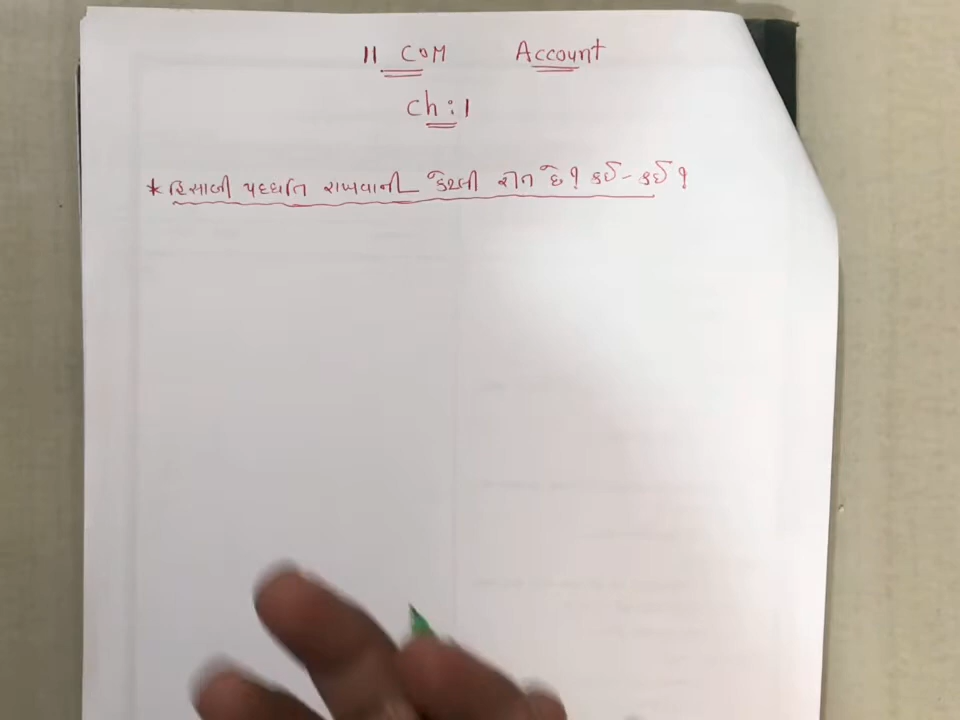 11 COM Account
Ch : 1
* હિસાબી પદ્ધતિ રાખવાની કેટલી રીત છે? કઈ - કઈ?